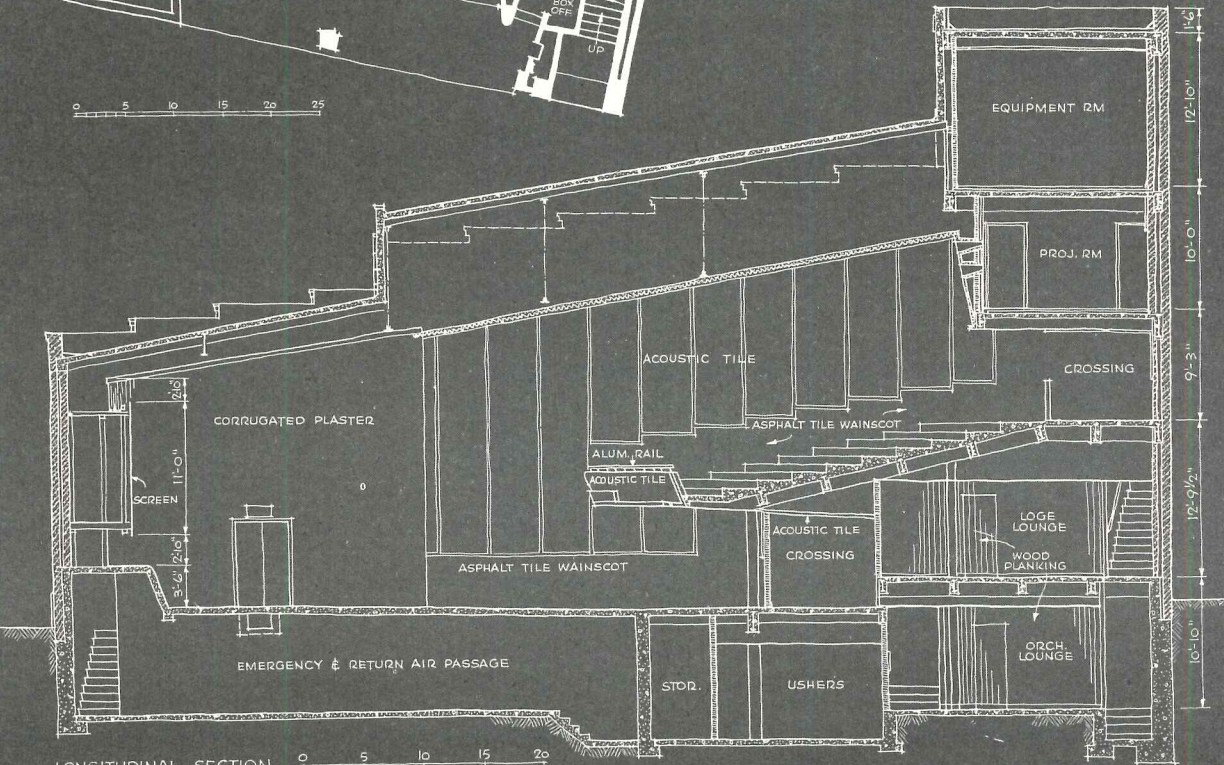 BOX
OFF
UP
0 5 10 15 20 25
1'-6"
EQUIPMENT RM
12'-10"
PROJ. RM
10'-0"
ACOUSTIC TILE
CROSSING
9'-3"
2'-10"
CORRUGATED PLASTER
ASPHALT TILE WAINSCOT
ALUM. RAIL
ACOUSTIC TILE
11'-0"
SCREEN
12'-9½"
LOGE
LOUNGE
ACOUSTIC TILE
CROSSING
WOOD
PLANKING
2'-10"
ASPHALT TILE WAINSCOT
3'-6"
EMERGENCY & RETURN AIR PASSAGE
STOR.
USHERS
ORCH.
LOUNGE
10'-10"
LONGITUDINAL SECTION
0 5 10 15 20